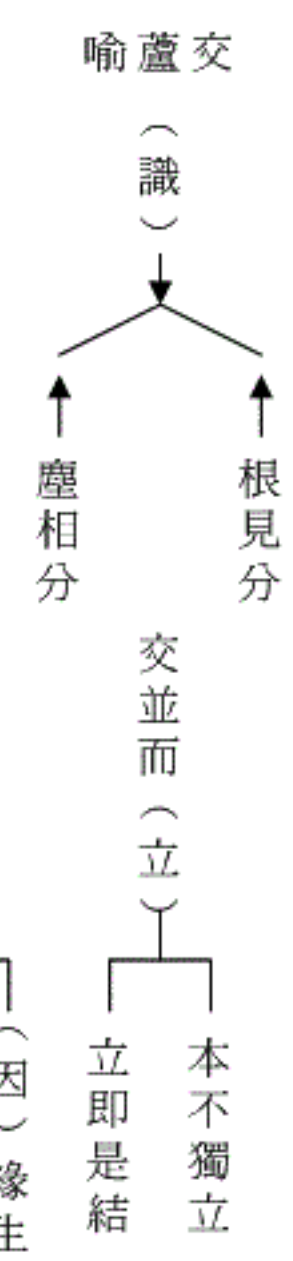 交蘆喻
（識）
根見分
塵相分
交並而（立）
本不獨立
立即是結
（因）緣生